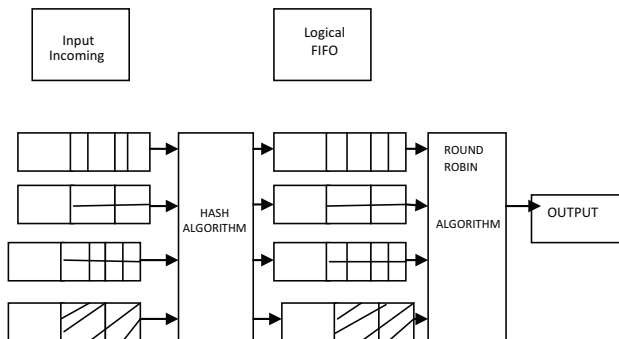 Input
Incoming
Logical
FIFO
HASH
ALGORITHM
ROUND
ROBIN
ALGORITHM
OUTPUT